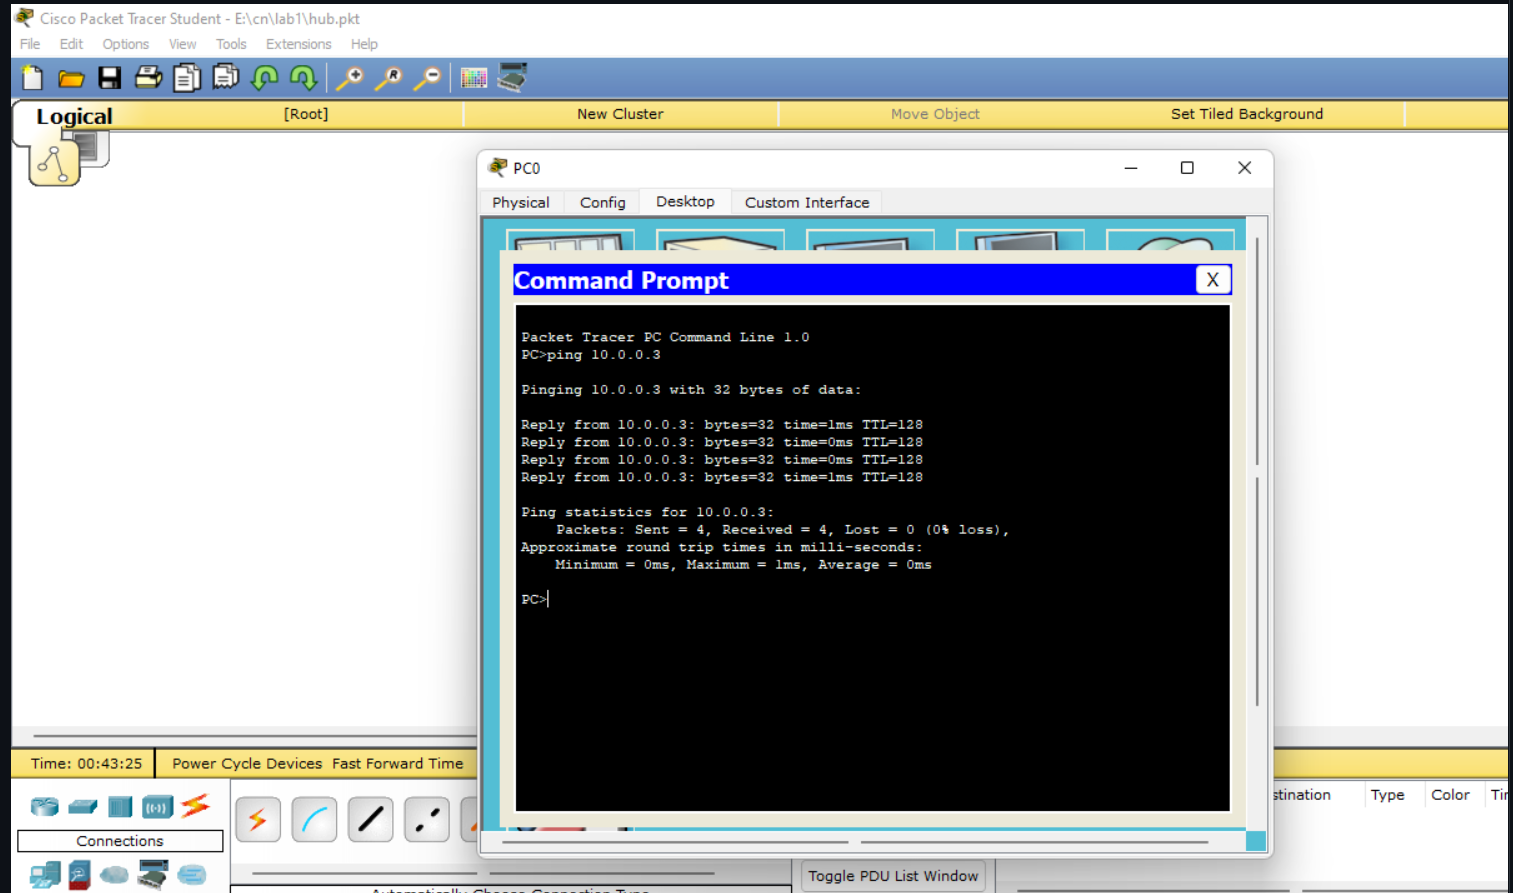 Cisco Packet Tracer Student - E:\cn\lab1\hub.pkt
File Edit Options View Tools Extensions Help
Logical [Root] New Cluster Move Object Set Tiled Background
PC0
Physical Config Desktop Custom Interface
Command Prompt X
Packet Tracer PC Command Line 1.0
PC>ping 10.0.0.3
Pinging 10.0.0.3 with 32 bytes of data:
Reply from 10.0.0.3: bytes=32 time=1ms TTL=128
Reply from 10.0.0.3: bytes=32 time=0ms TTL=128
Reply from 10.0.0.3: bytes=32 time=0ms TTL=128
Reply from 10.0.0.3: bytes=32 time=1ms TTL=128
Ping statistics for 10.0.0.3:
Packets: Sent = 4, Received = 4, Lost = 0 (0% loss),
Approximate round trip times in milli-seconds:
Minimum = 0ms, Maximum = 1ms, Average = 0ms
PC>
Time: 00:43:25 Power Cycle Devices Fast Forward Time
stination Type Color
Connections
Toggle PDU List Window
Automatically Choose Connection Type